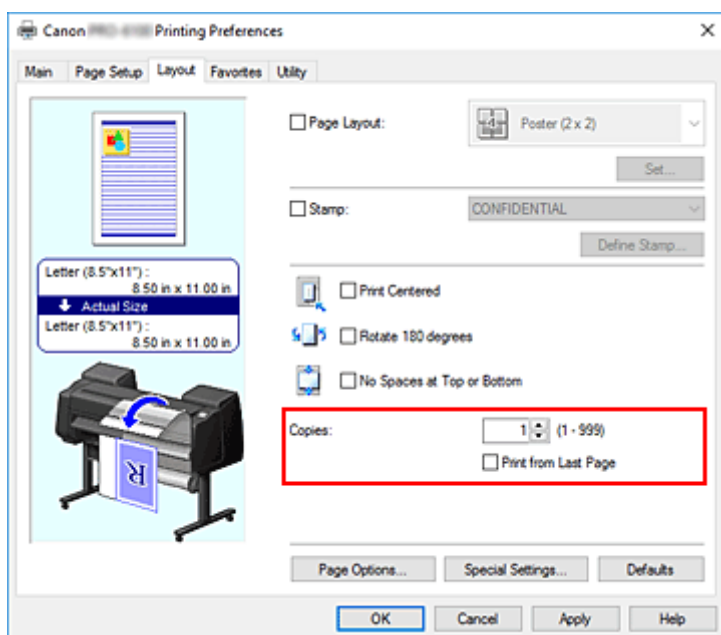 Canon Printing Preferences
Main Page Setup Layout Favorites Utility
Page Layout: Poster (2 x 2)
Set...
Stamp: CONFIDENTIAL
Define Stamp...
Letter (8.5"x11") :
8.50 in x 11.00 in
Actual Size
Letter (8.5"x11") :
8.50 in x 11.00 in
Print Centered
Rotate 180 degrees
No Spaces at Top or Bottom
Copies: 1 (1 - 999)
Print from Last Page
R
Page Options... Special Settings... Defaults
OK Cancel Apply Help